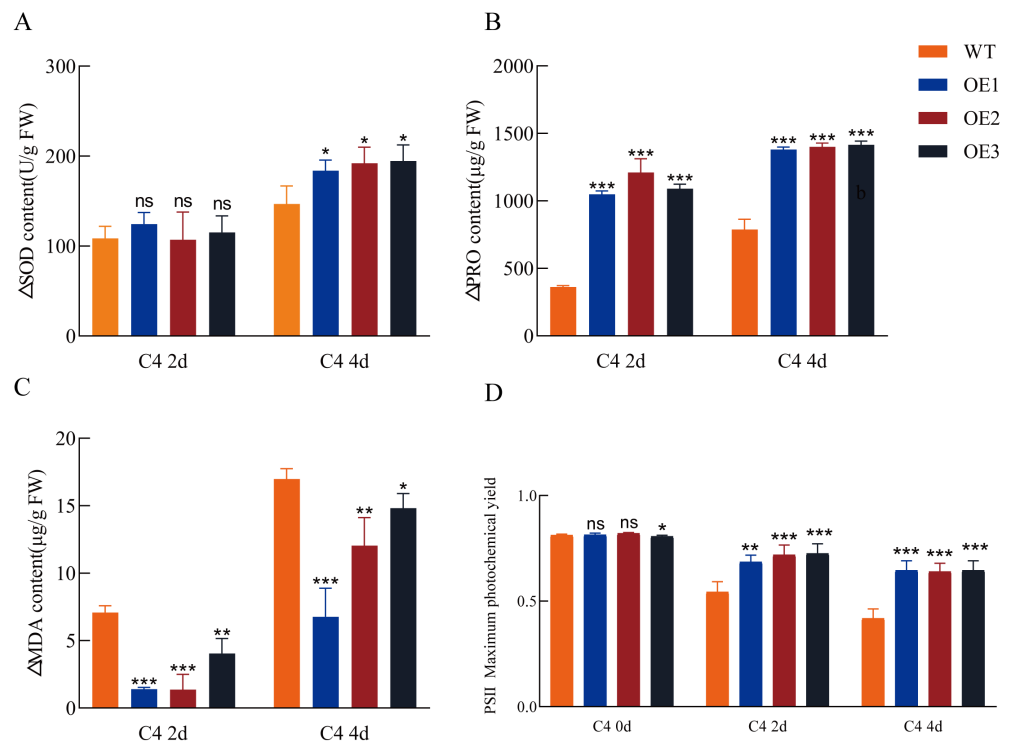 A
ΔSOD content(U/g FW)
300
200
100
0
ns ns ns
* * *
C4 2d C4 4d
B
ΔPRO content(μg/g FW)
2000
1500
1000
500
0
*** *** ***
*** *** ***
b
C4 2d C4 4d
WT
OE1
OE2
OE3
C
ΔMDA content(μg/g FW)
20
15
10
5
0
*** *** **
*** ** *
C4 2d C4 4d
D
PSII Maximum photochemical yield
1.0
0.5
0.0
ns ns *
** *** ***
*** *** ***
C4 0d C4 2d C4 4d